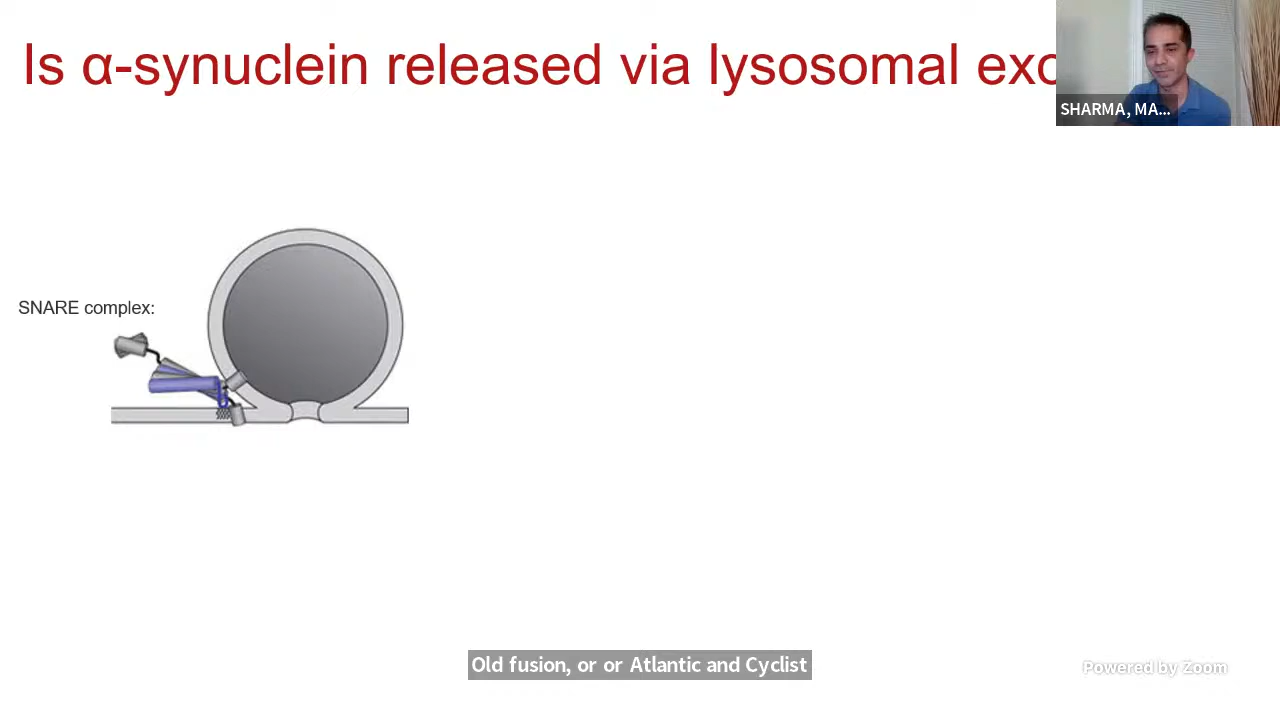 Is α-synuclein released via lysosomal exo
SHARMA, MA...
SNARE complex:
Old fusion, or or Atlantic and Cyclist
Powered by Zoom